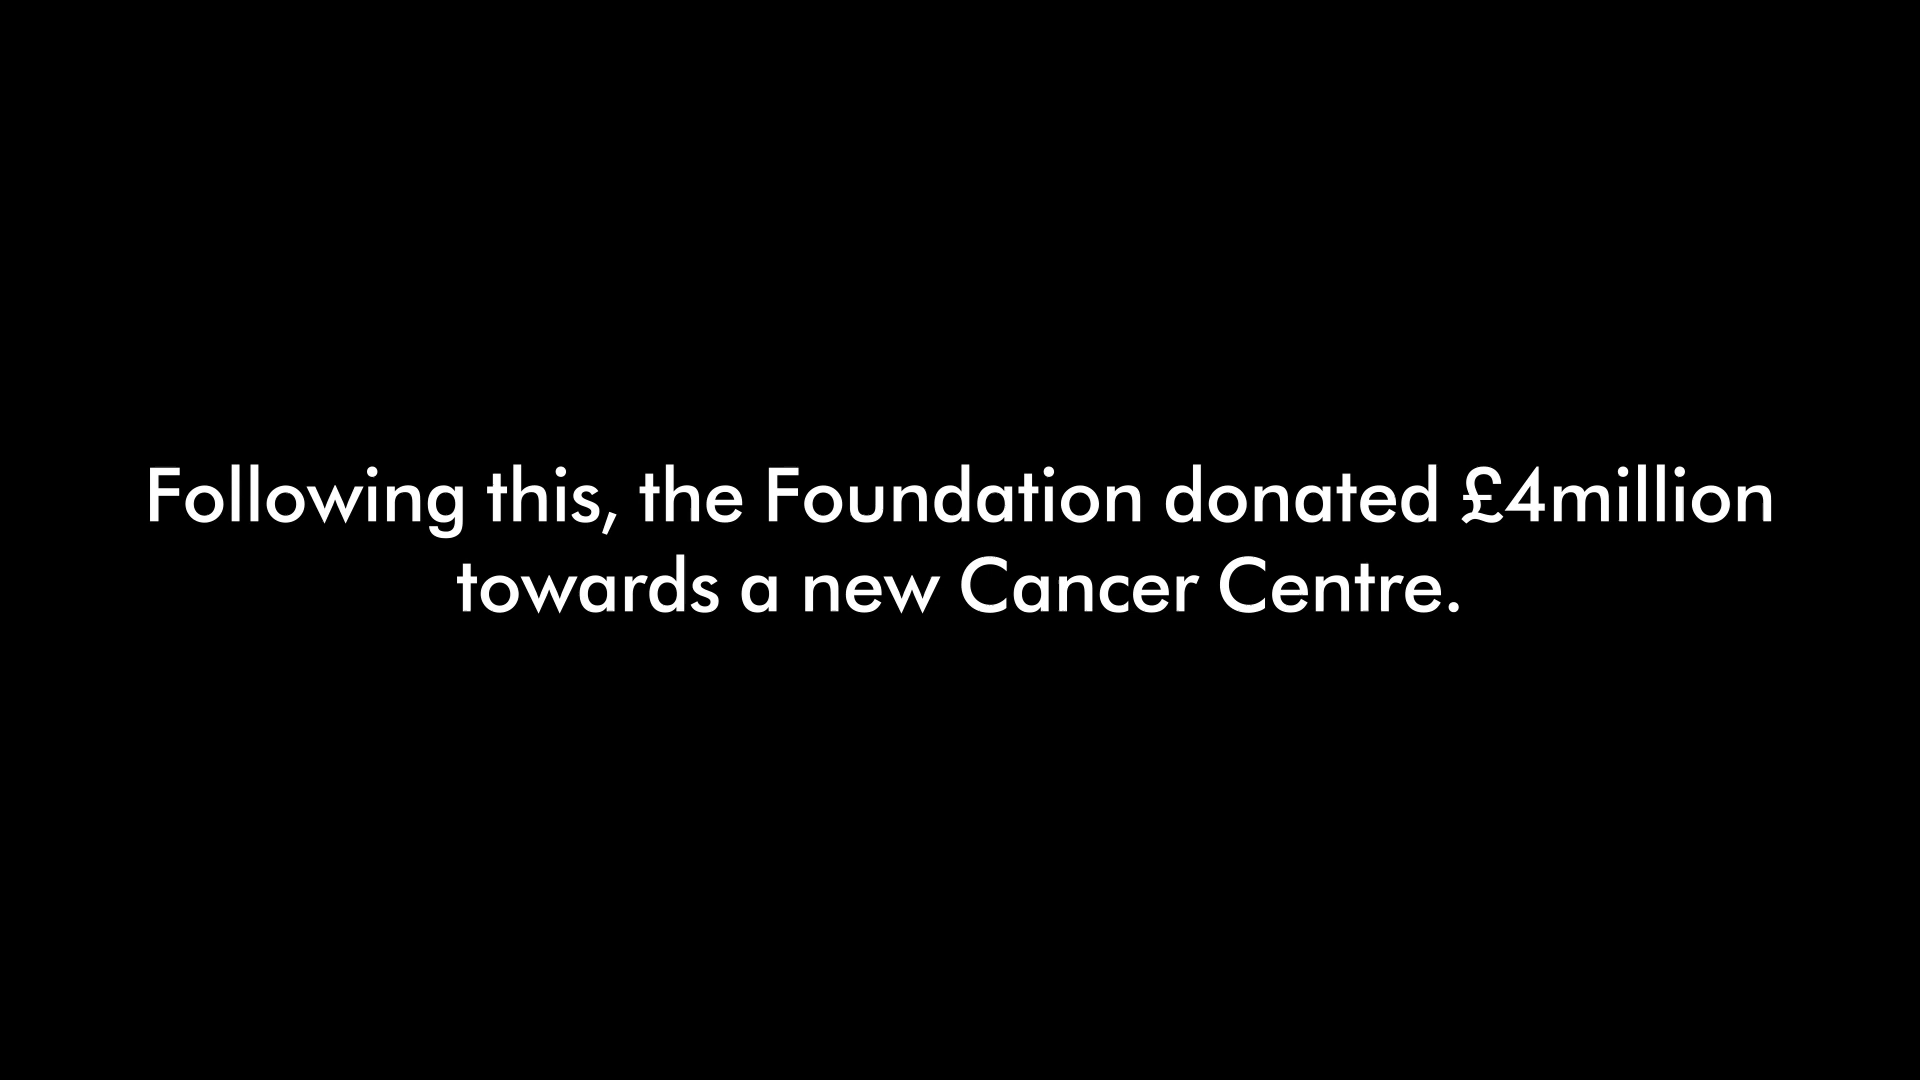 Following this, the Foundation donated £4million
towards a new Cancer Centre.